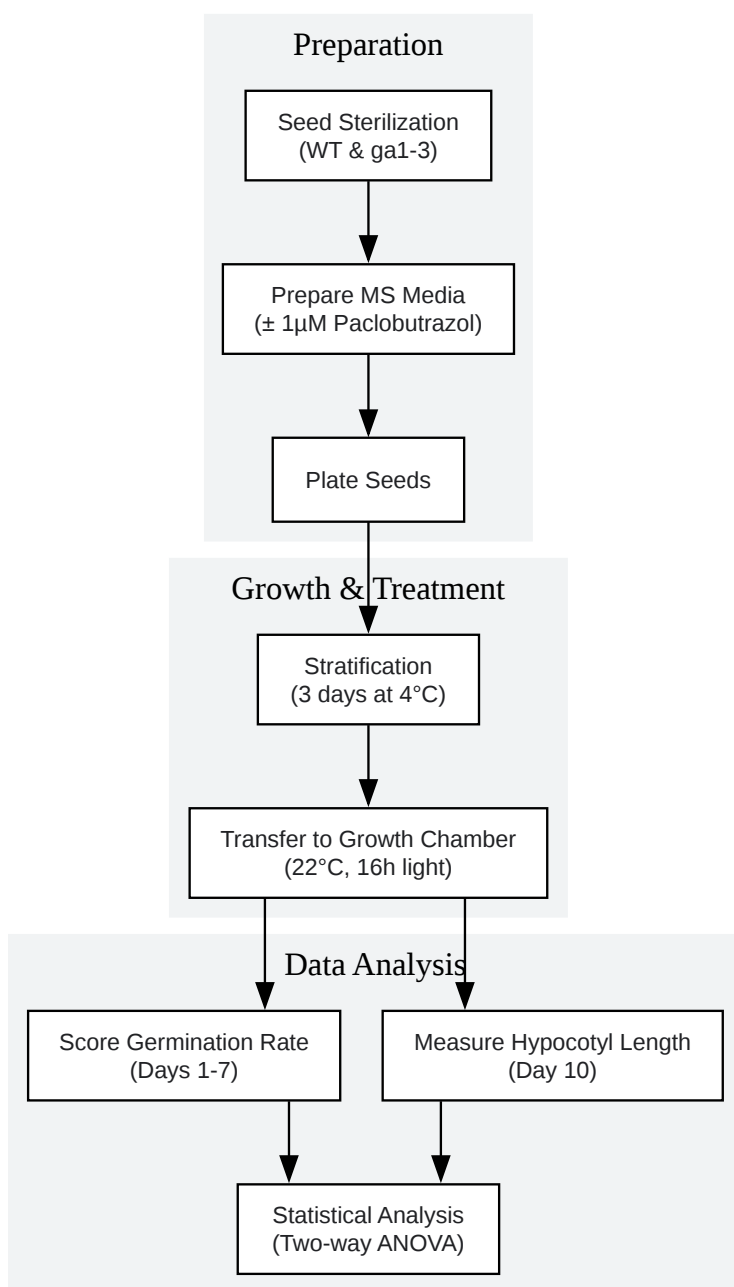 Preparation
Seed Sterilization
(WT & ga1-3)
Prepare MS Media
(± 1µM Paclobutrazol)
Plate Seeds
Growth & Treatment
Stratification
(3 days at 4°C)
Transfer to Growth Chamber
(22°C, 16h light)
Data Analysis
Score Germination Rate
(Days 1-7)
Measure Hypocotyl Length
(Day 10)
Statistical Analysis
(Two-way ANOVA)